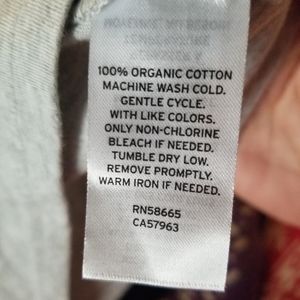 100% ORGANIC COTTON
MACHINE WASH COLD.
GENTLE CYCLE.
WITH LIKE COLORS.
ONLY NON-CHLORINE
BLEACH IF NEEDED.
TUMBLE DRY LOW.
REMOVE PROMPTLY.
WARM IRON IF NEEDED.
RN58665
CA57963